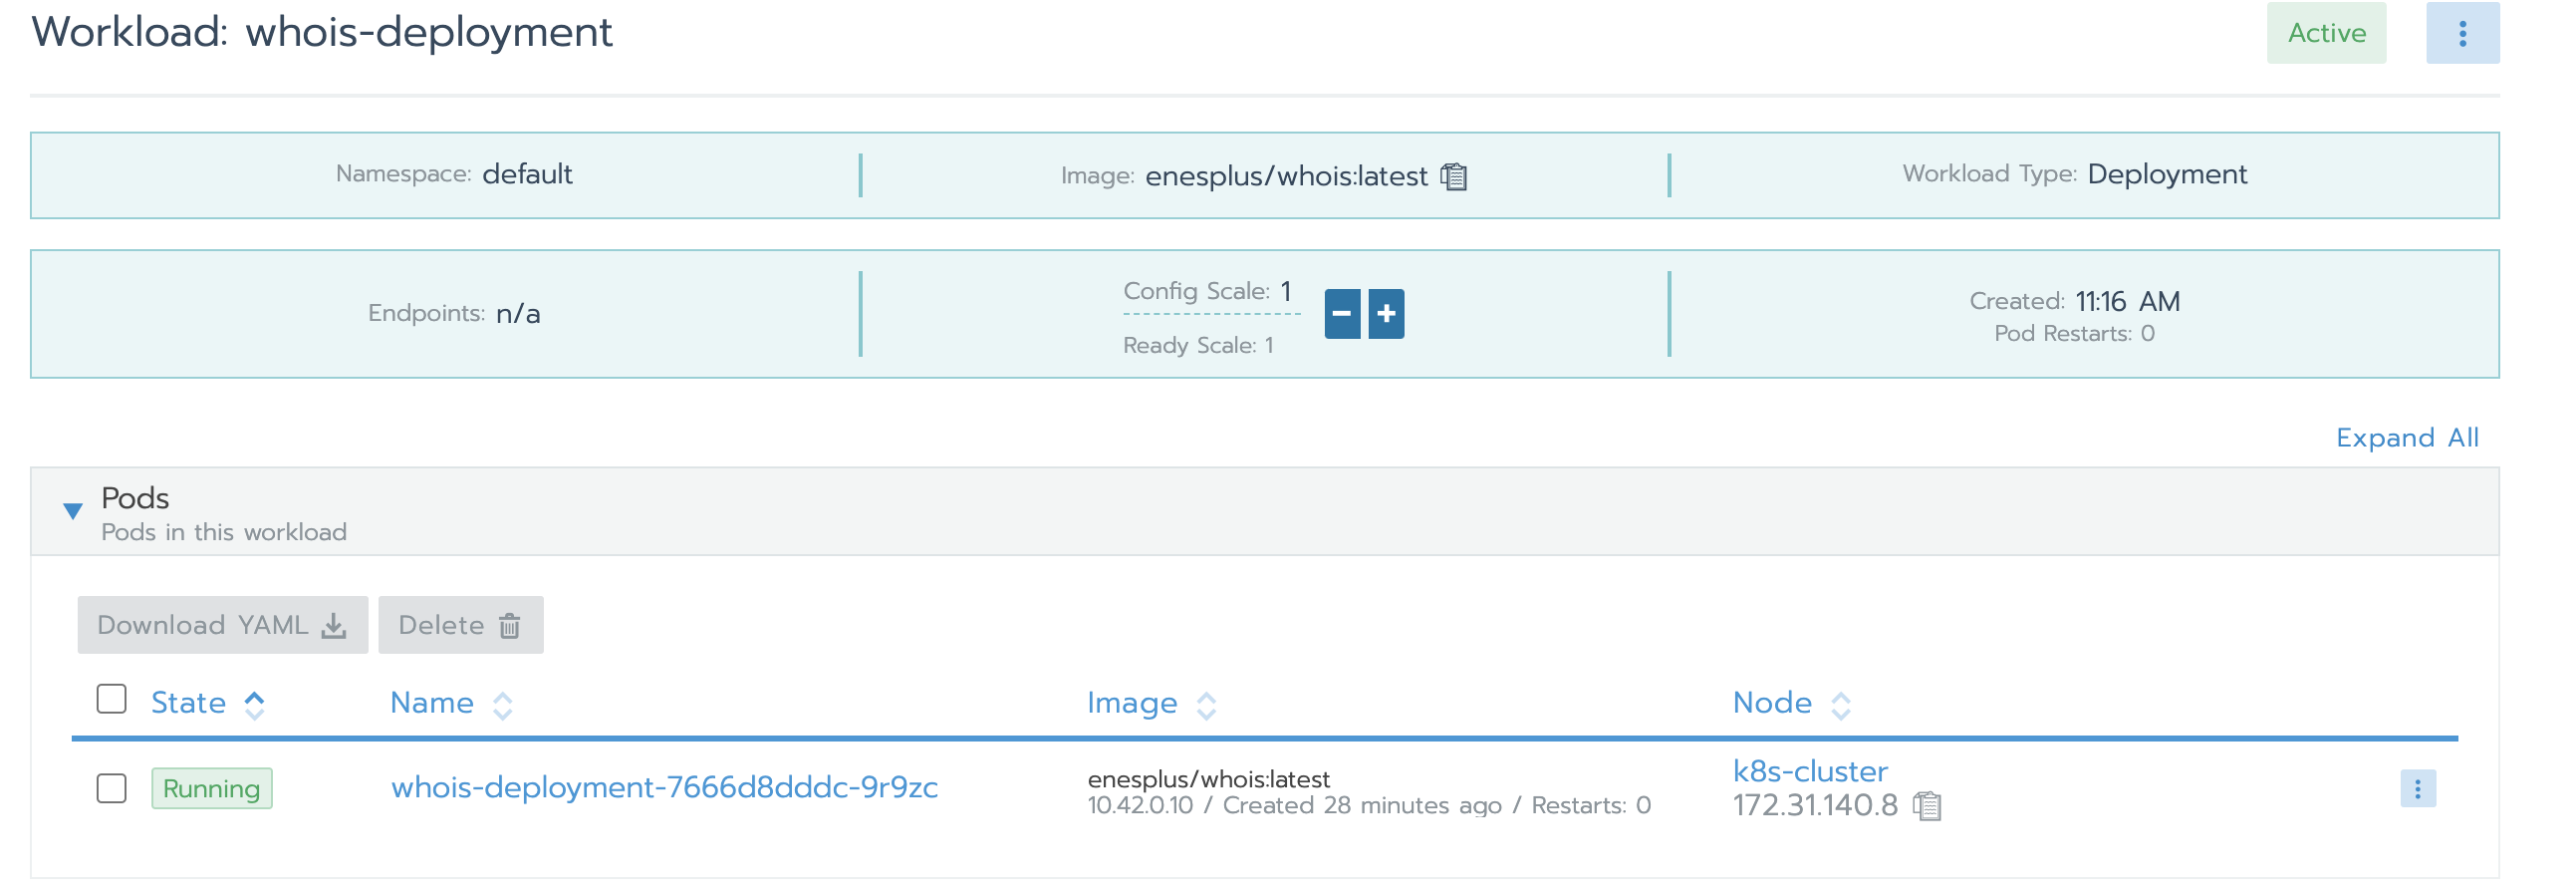 Workload: whois-deployment
Active
Namespace: default
Image: enesplus/whois:latest
Workload Type: Deployment
Endpoints: n/a
Config Scale: 1
Ready Scale: 1
Created: 11:16 AM
Pod Restarts: 0
Expand All
Pods
Pods in this workload
Download YAML
Delete
State Name Image Node
Running whois-deployment-7666d8dddc-9r9zc
enesplus/whois:latest
10.42.0.10 / Created 28 minutes ago / Restarts: 0
k8s-cluster
172.31.140.8